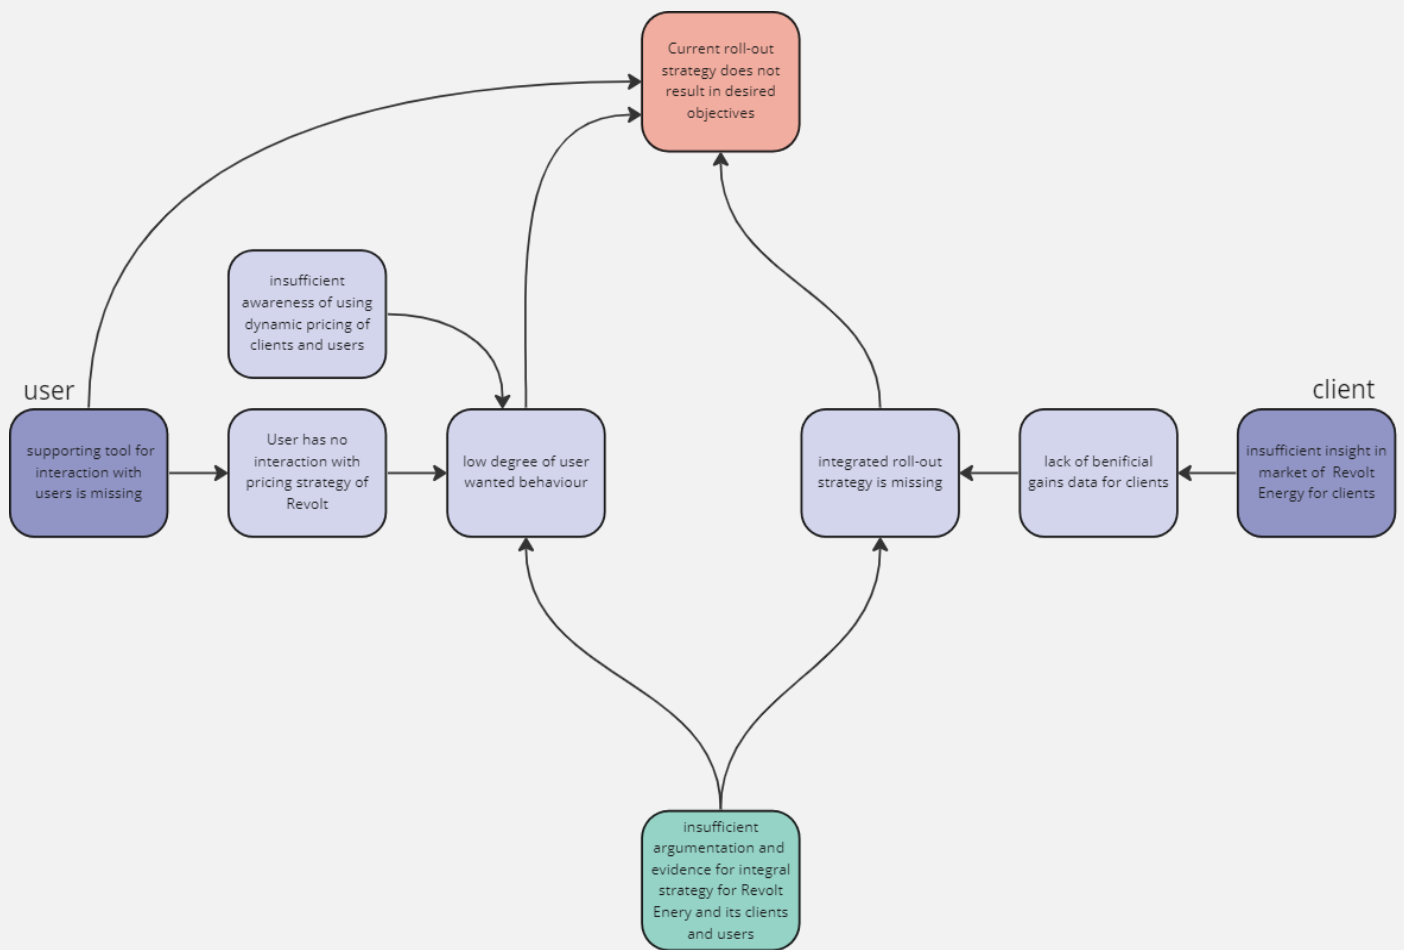 Current roll-out
strategy does not
result in desired
objectives
insufficient
awareness of using
dynamic pricing of
clients and users
user
client
supporting tool for
interaction with
users is missing
User has no
interaction with
pricing strategy of
Revolt
low degree of user
wanted behaviour
integrated roll-out
strategy is missing
lack of benificial
gains data for clients
insufficient insight in
market of Revolt
Energy for clients
insufficient
argumentation and
evidence for integral
strategy for Revolt
Enery and its clients
and users